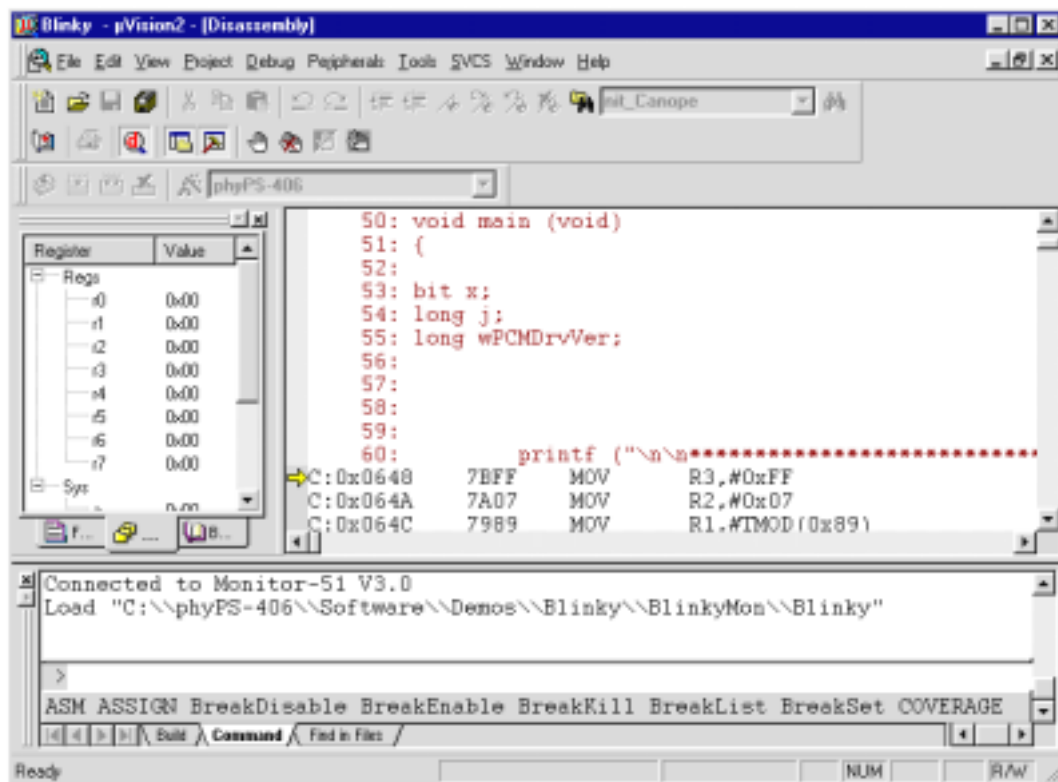 Blinky - µVision2 - [Disassembly]
File Edit View Project Debug Peripherals Tools SVCS Window Help
nit_Canope
phyPS-406
Register Value
Regs
r0 0x00
r1 0x00
r2 0x00
r3 0x00
r4 0x00
r5 0x00
r6 0x00
r7 0x00
Sys
50: void main (void)
51: {
52:
53: bit x;
54: long j;
55: long wPCMDrvVer;
56:
57:
58:
59:
60: printf ("\n\n****************************
C:0x0648 7BFF MOV R3,#0xFF
C:0x064A 7A07 MOV R2,#0x07
C:0x064C 7989 MOV R1,#TMOD(0x89)
F... .... B...
Connected to Monitor-51 V3.0
Load "C:\\phyPS-406\\Software\\Demos\\Blinky\\BlinkyMon\\Blinky"
>
ASM ASSIGN BreakDisable BreakEnable BreakKill BreakList BreakSet COVERAGE
Build Command Find in Files
Ready NUM R/W